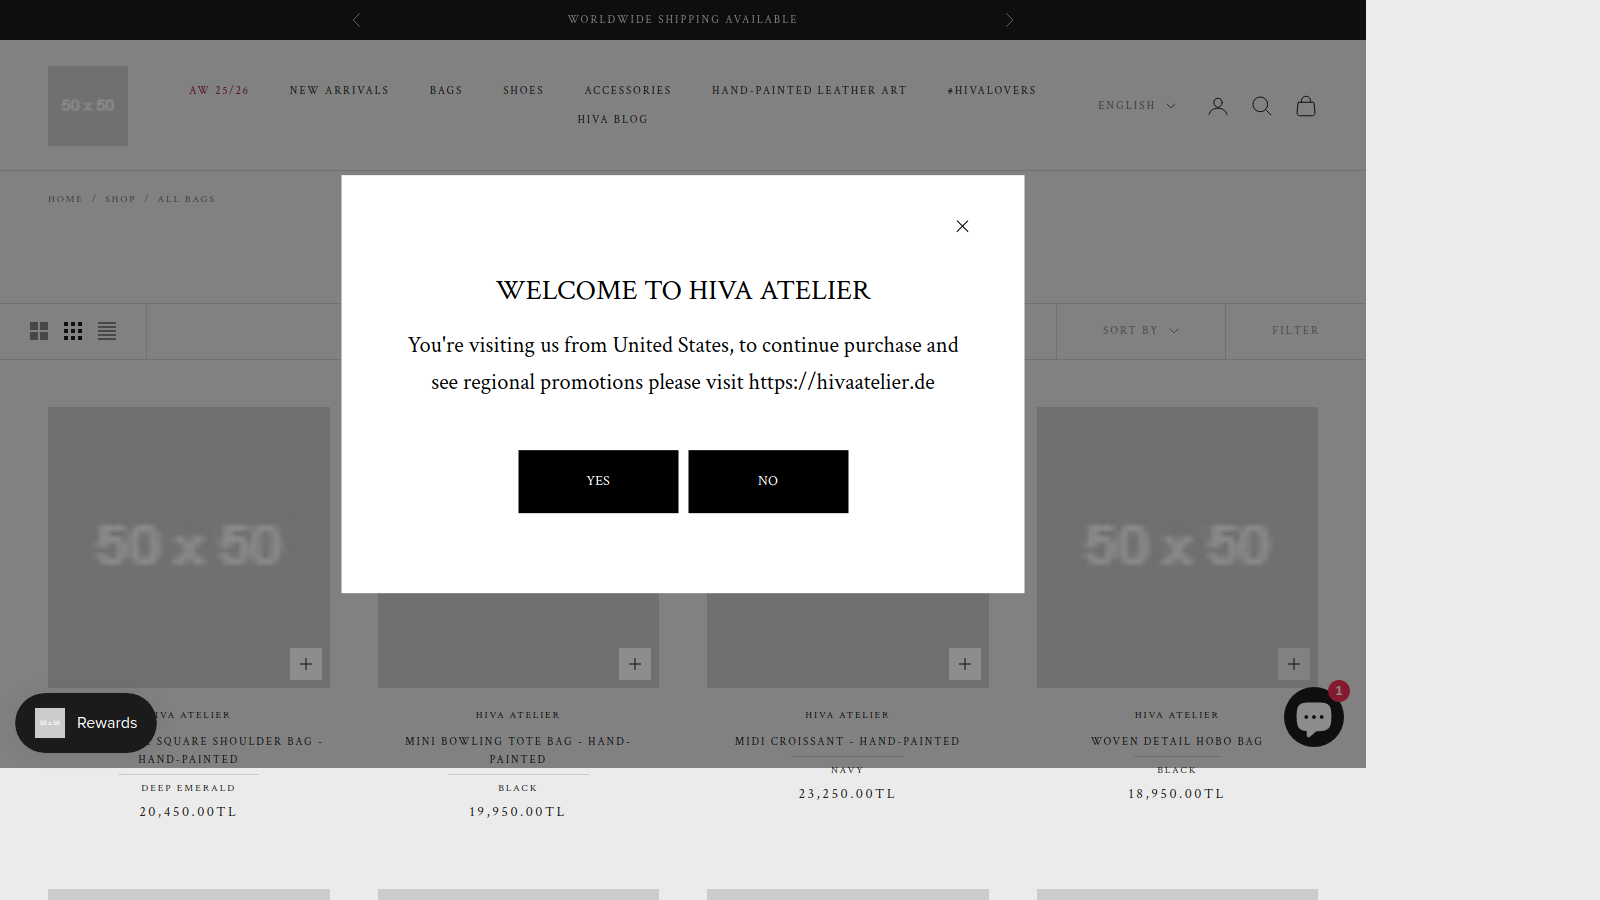 WORLDWIDE SHIPPING AVAILABLE
50 x 50
AW 25/26 NEW ARRIVALS BAGS SHOES ACCESSORIES HAND-PAINTED LEATHER ART #HIVALOVERS
HIVA BLOG
ENGLISH
HOME / SHOP / ALL BAGS
WELCOME TO HIVA ATELIER
You're visiting us from United States, to continue purchase and
see regional promotions please visit https://hivaatelier.de
YES NO
SORT BY FILTER
50 x 50
50 x 50
50 x 50
Rewards
1
HIVA ATELIER
SQUARE SHOULDER BAG -
HAND-PAINTED
DEEP EMERALD
20,450.00TL
HIVA ATELIER
MINI BOWLING TOTE BAG - HAND-
PAINTED
BLACK
19,950.00TL
HIVA ATELIER
MIDI CROISSANT - HAND-PAINTED
NAVY
23,250.00TL
HIVA ATELIER
WOVEN DETAIL HOBO BAG
BLACK
18,950.00TL